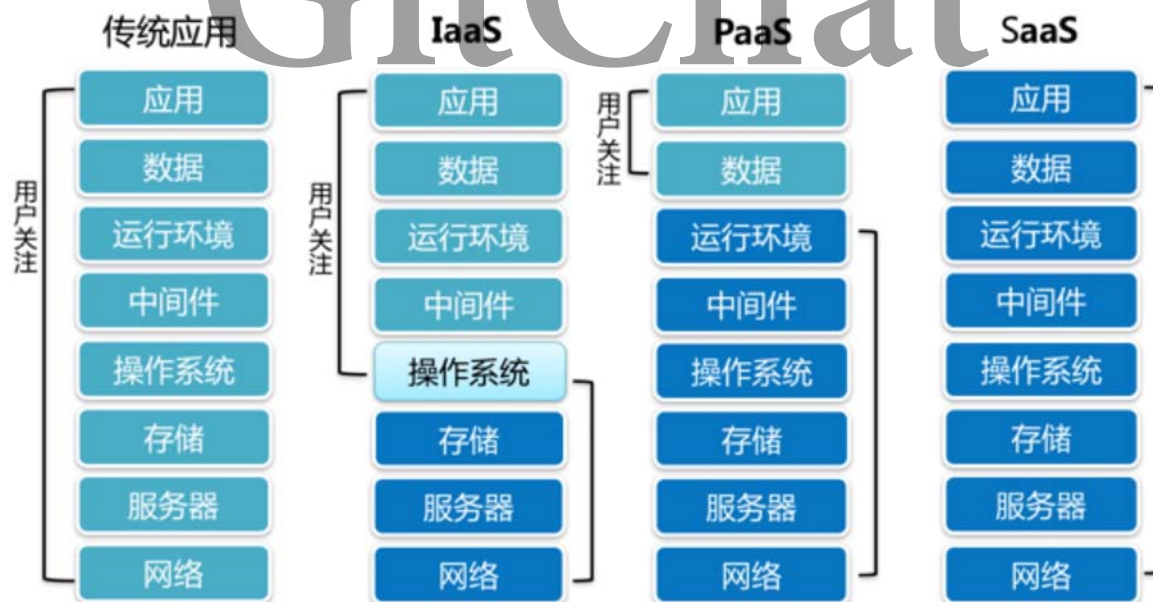 GitChat
传统应用
IaaS
PaaS
SaaS
用户关注
应用
数据
运行环境
中间件
操作系统
存储
服务器
网络
用户关注
应用
数据
运行环境
中间件
操作系统
存储
服务器
网络
用户关注
应用
数据
运行环境
中间件
操作系统
存储
服务器
网络
应用
数据
运行环境
中间件
操作系统
存储
服务器
网络